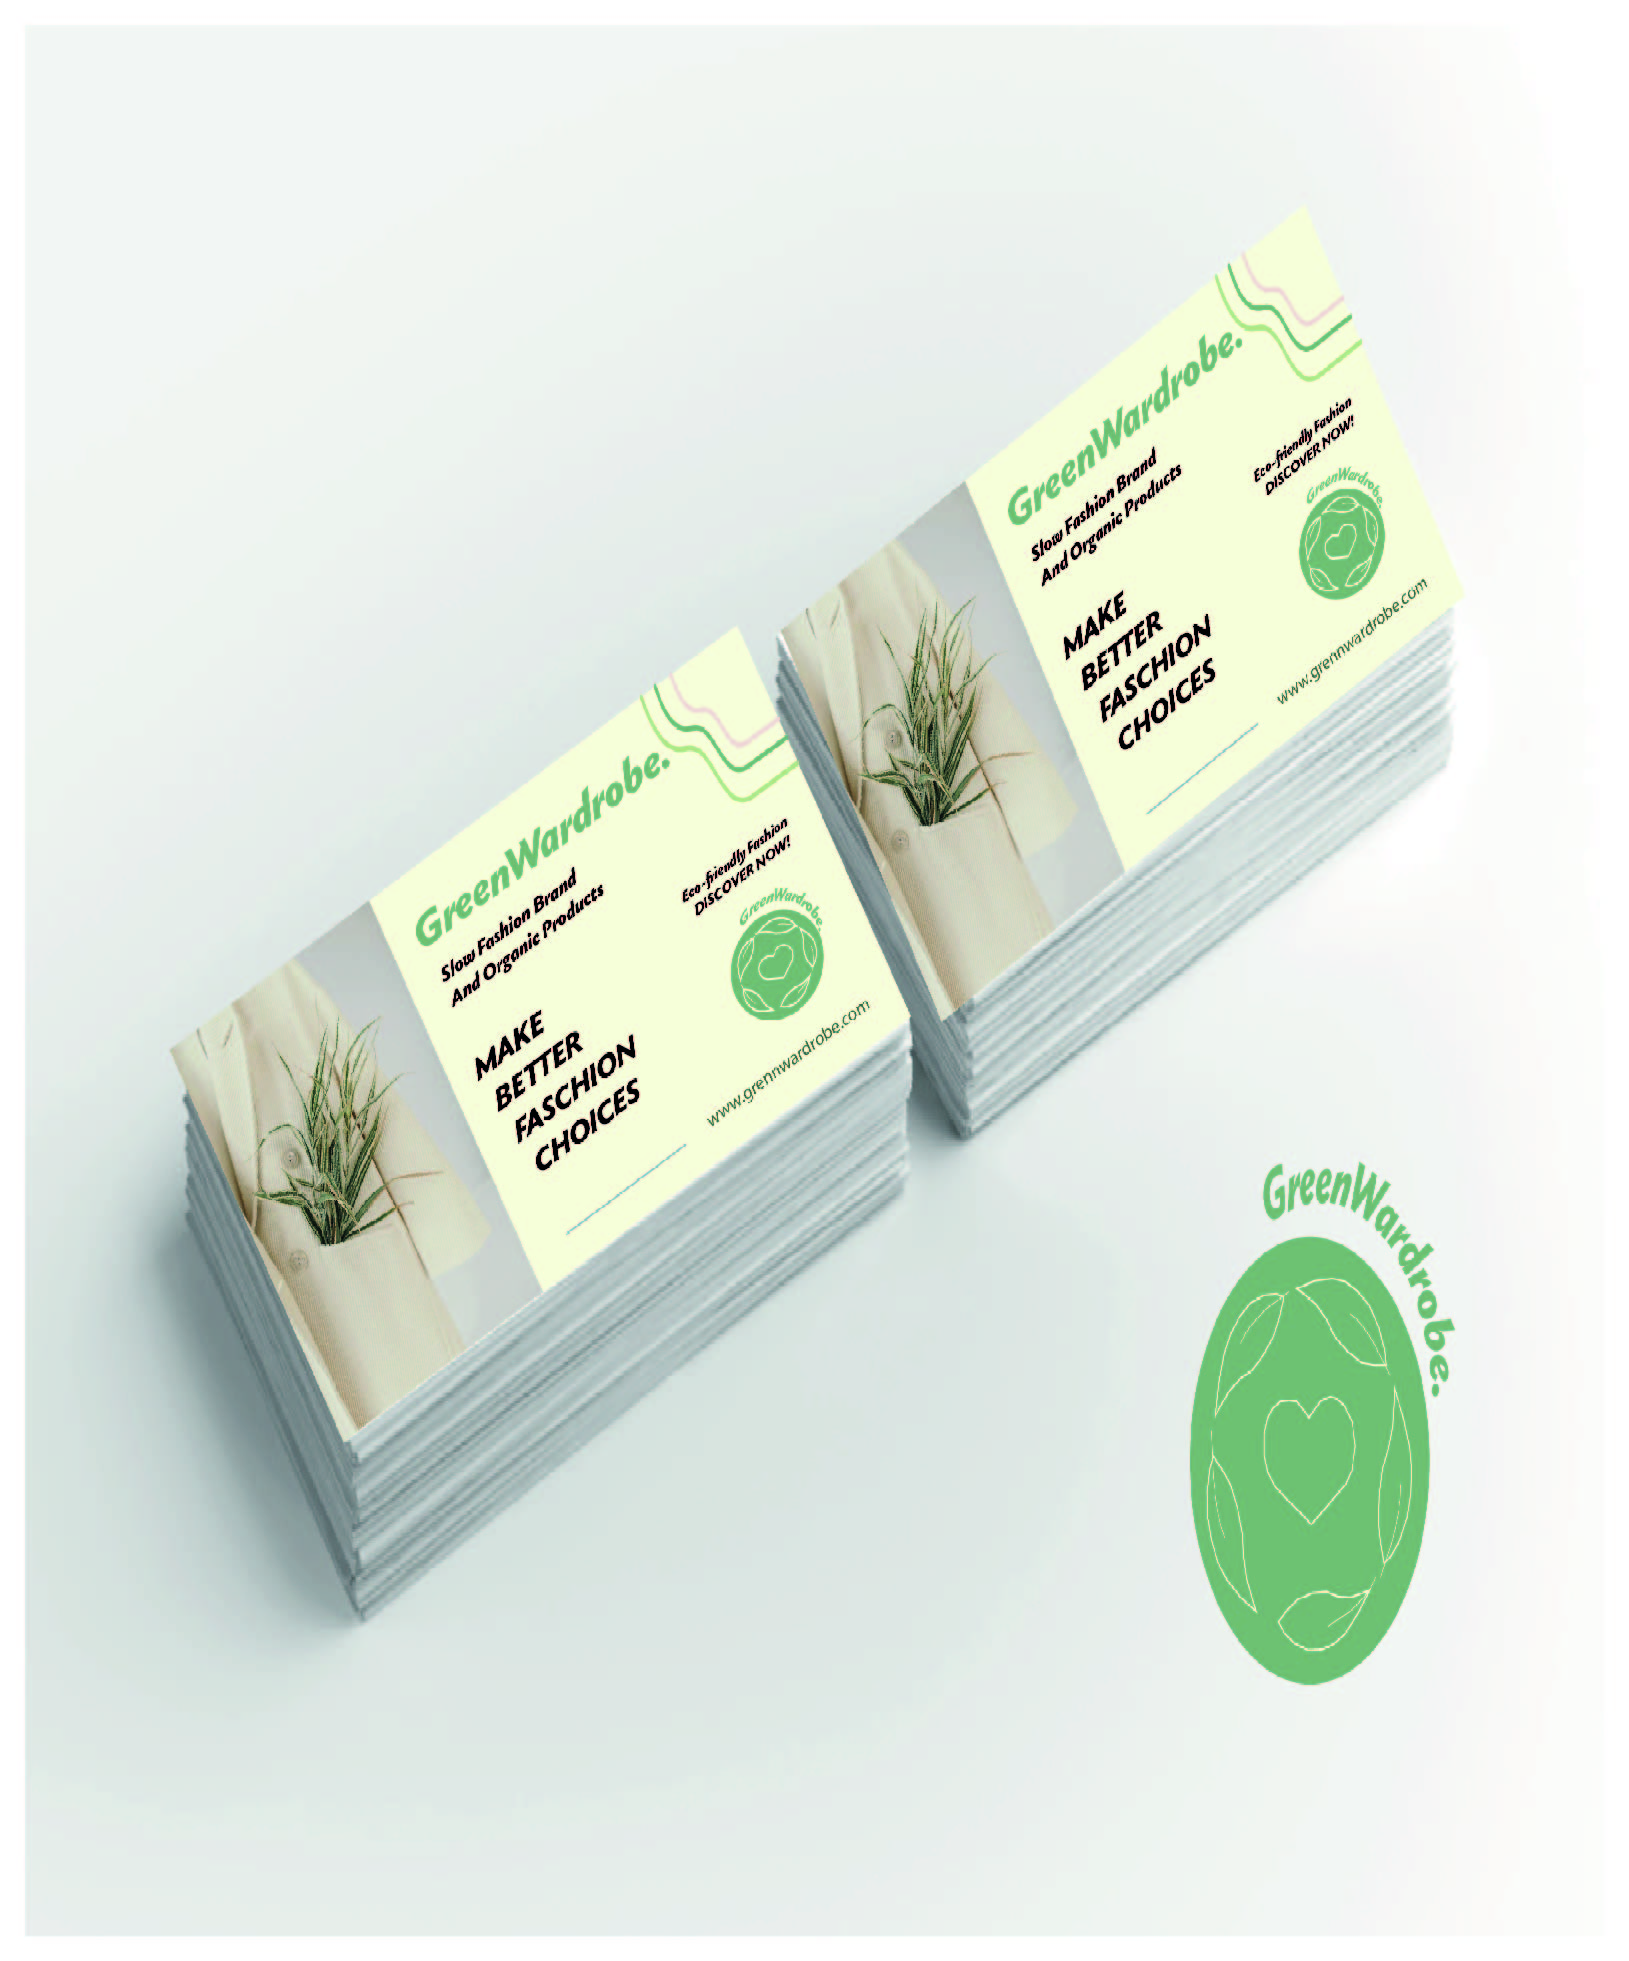 GreenWardrobe.
Slow Fashion Brand
And Organic Products
MAKE
BETTER
FASCHION
CHOICES
Eco-friendly Fashion
DISCOVER NOW!
GreenWardrobe.
www.grennwardrobe.com
GreenWardrobe.
Slow Fashion Brand
And Organic Products
MAKE
BETTER
FASCHION
CHOICES
Eco-friendly Fashion
DISCOVER NOW!
GreenWardrobe.
www.grennwardrobe.com
GreenWardrobe.